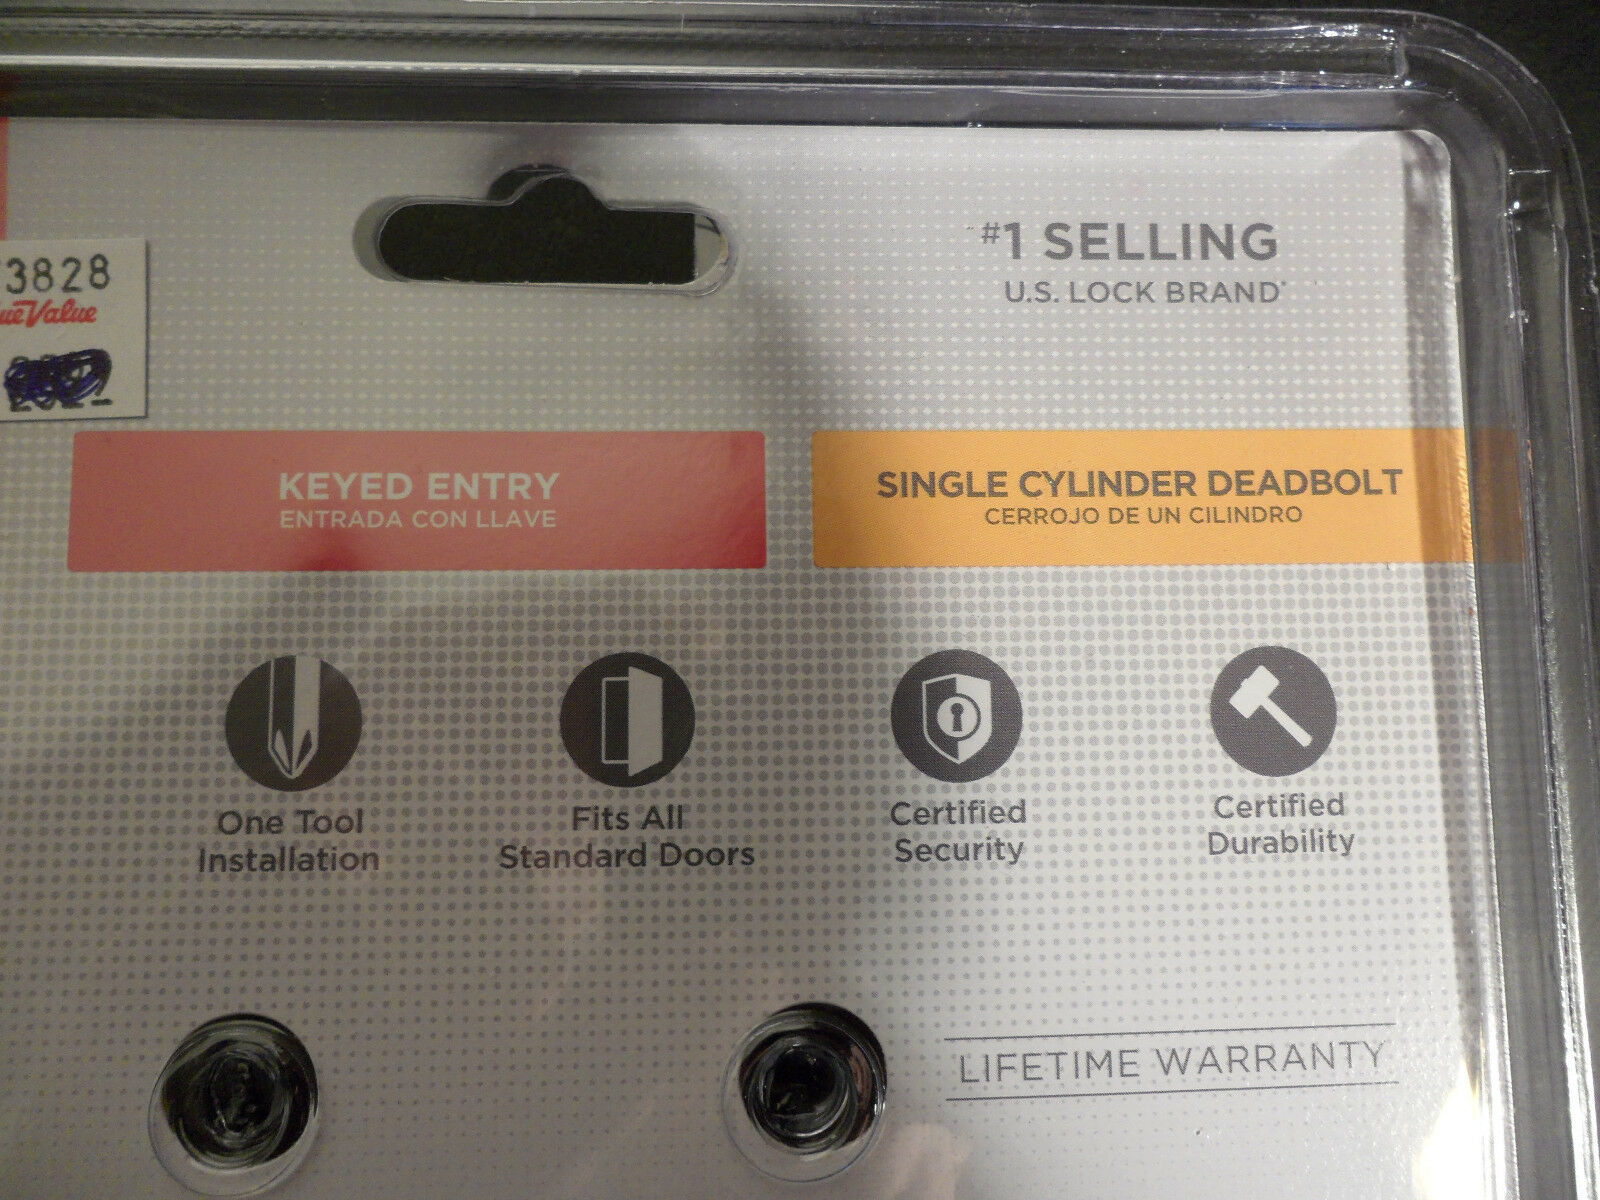 #1 SELLING
U.S. LOCK BRAND*
3828
Value
KEYED ENTRY
ENTRADA CON LLAVE
SINGLE CYLINDER DEADBOLT
CERROJO DE UN CILINDRO
One Tool
Installation
Fits All
Standard Doors
Certified
Security
Certified
Durability
LIFETIME WARRANTY